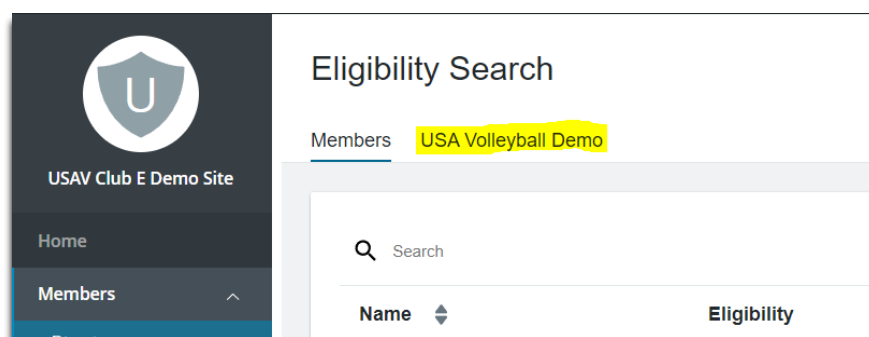 U
USAV Club E Demo Site
Home
Members
Eligibility Search
Members USA Volleyball Demo
Search
Name Eligibility